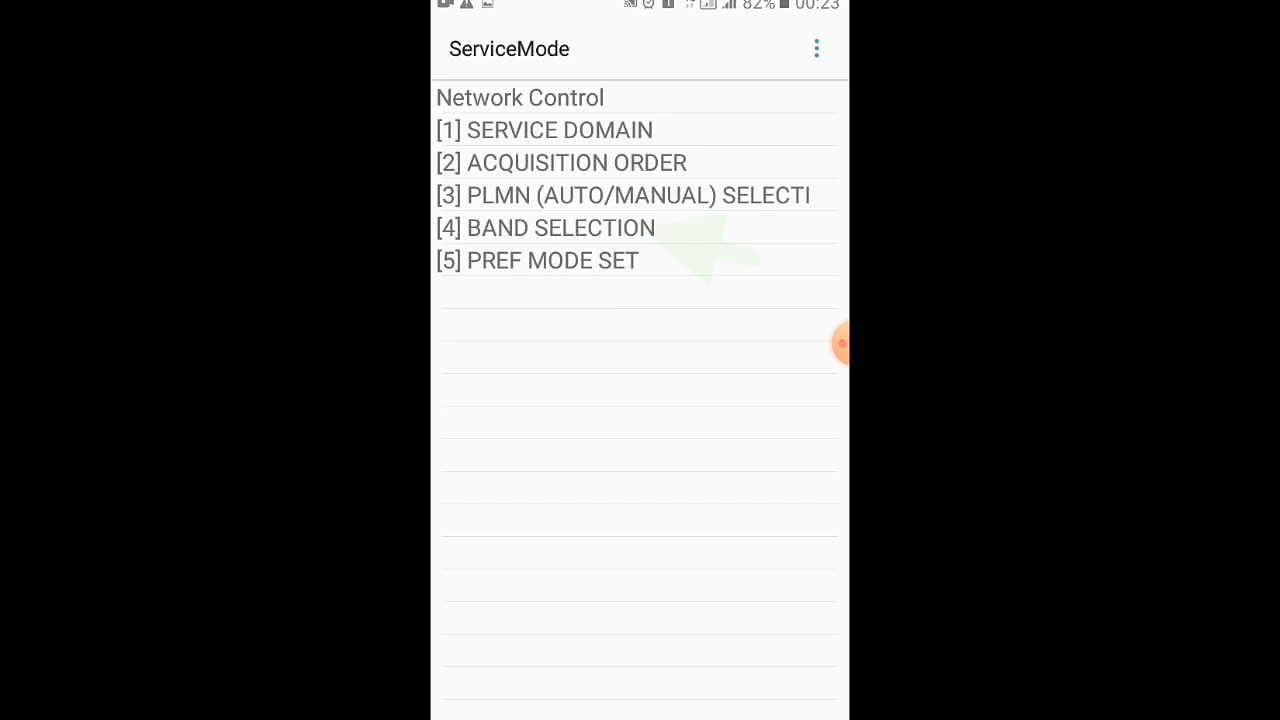 82% 00:23
ServiceMode
Network Control
[1] SERVICE DOMAIN
[2] ACQUISITION ORDER
[3] PLMN (AUTO/MANUAL) SELECTI
[4] BAND SELECTION
[5] PREF MODE SET